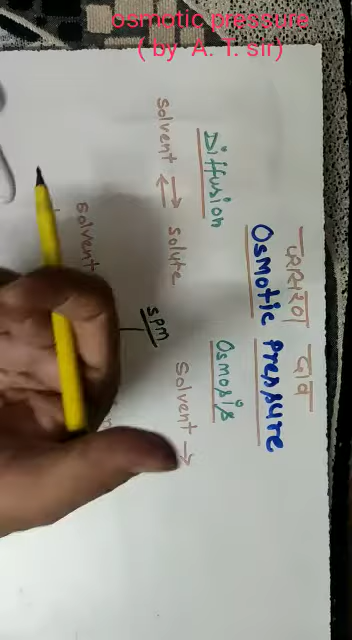 osmotic pressure
( by A. T. sir)
परासरण दाब
Osmotic Pressure
Diffusion Osmosis
solvent ⇌ solute solvent →
SPM
solvent